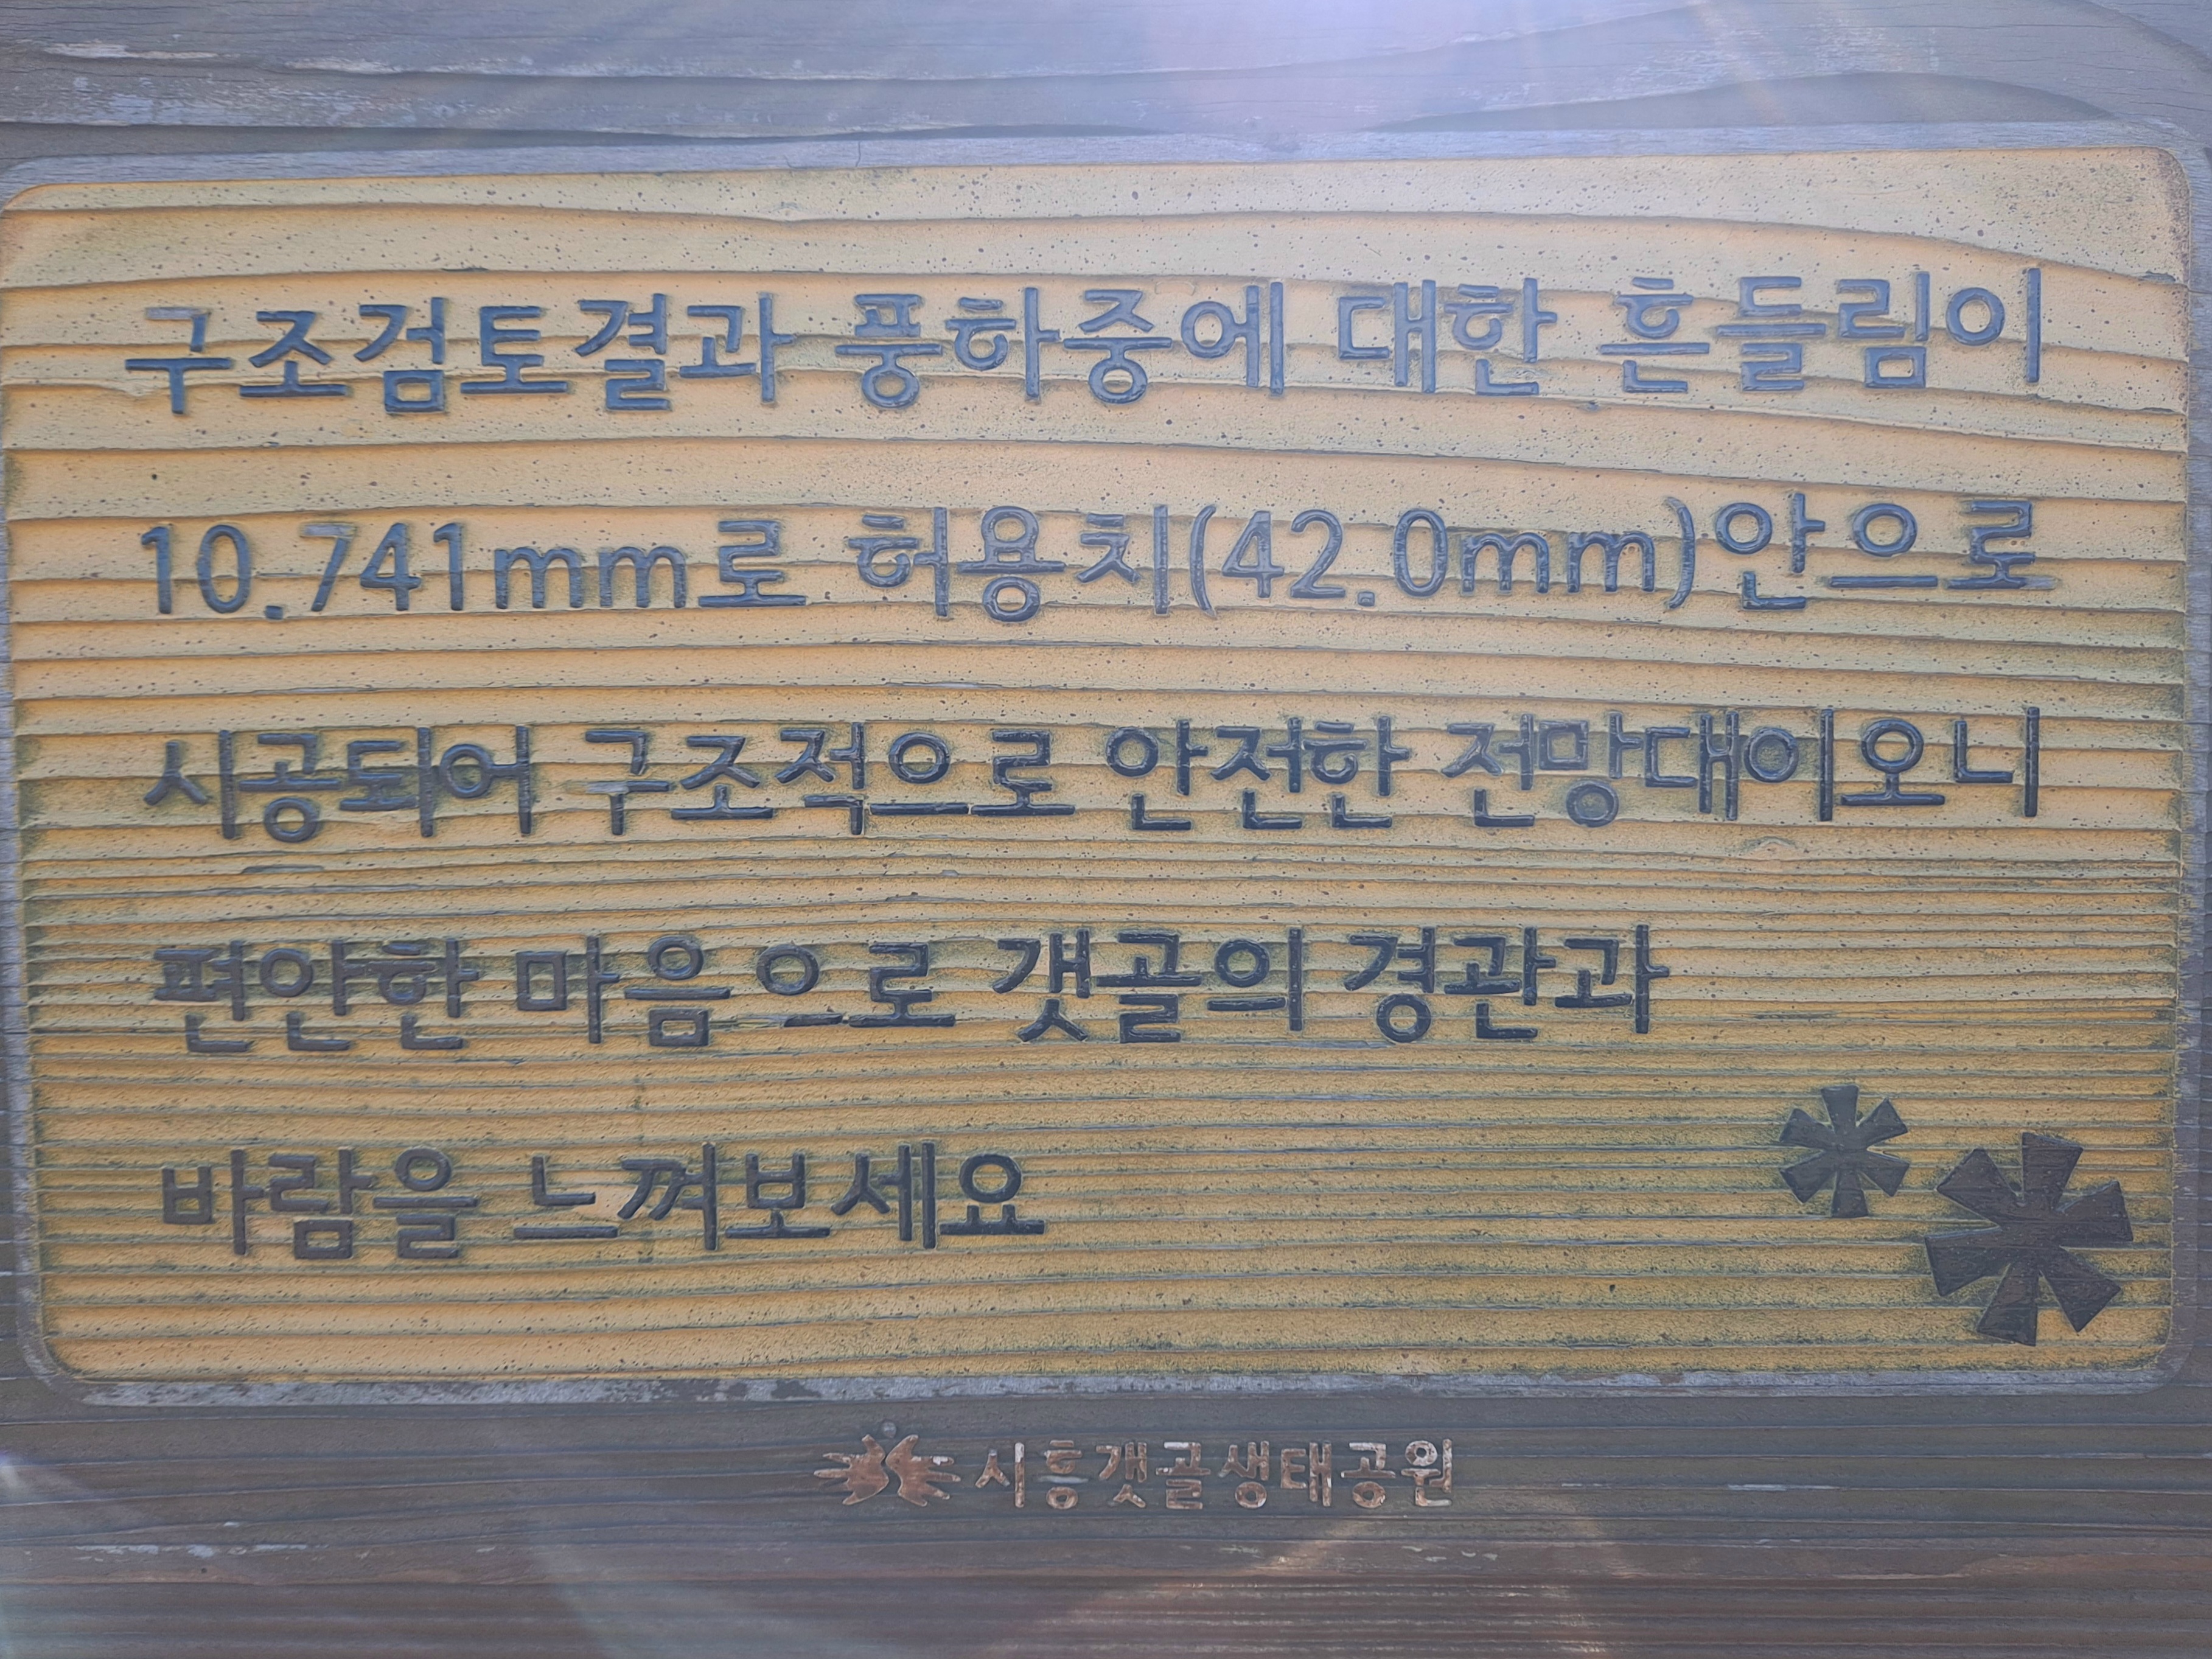 구조검토결과 풍하중에 대한 흔들림이
10.741mm로 허용치(42.0mm)안으로
시공되어 구조적으로 안전한 전망대이오니
편안한 마음으로 갯골의 경관과
바람을 느껴보세요
시흥갯골생태공원